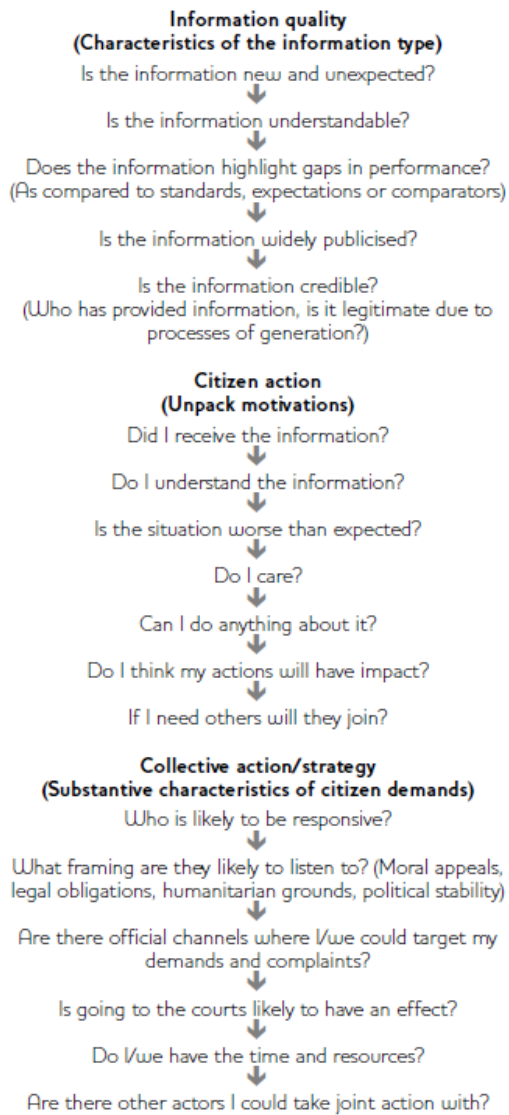 Information quality
(Characteristics of the information type)
Is the information new and unexpected?
Is the information understandable?
Does the information highlight gaps in performance?
(As compared to standards, expectations or comparators)
Is the information widely publicised?
Is the information credible?
(Who has provided information, is it legitimate due to
processes of generation?)
Citizen action
(Unpack motivations)
Did I receive the information?
Do I understand the information?
Is the situation worse than expected?
Do I care?
Can I do anything about it?
Do I think my actions will have impact?
If I need others will they join?
Collective action/strategy
(Substantive characteristics of citizen demands)
Who is likely to be responsive?
What framing are they likely to listen to? (Moral appeals,
legal obligations, humanitarian grounds, political stability)
Are there official channels where I/we could target my
demands and complaints?
Is going to the courts likely to have an effect?
Do I/we have the time and resources?
Are there other actors I could take joint action with?